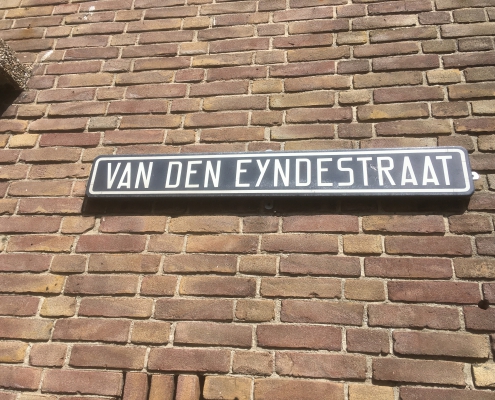 VAN DEN EYNDESTRAAT